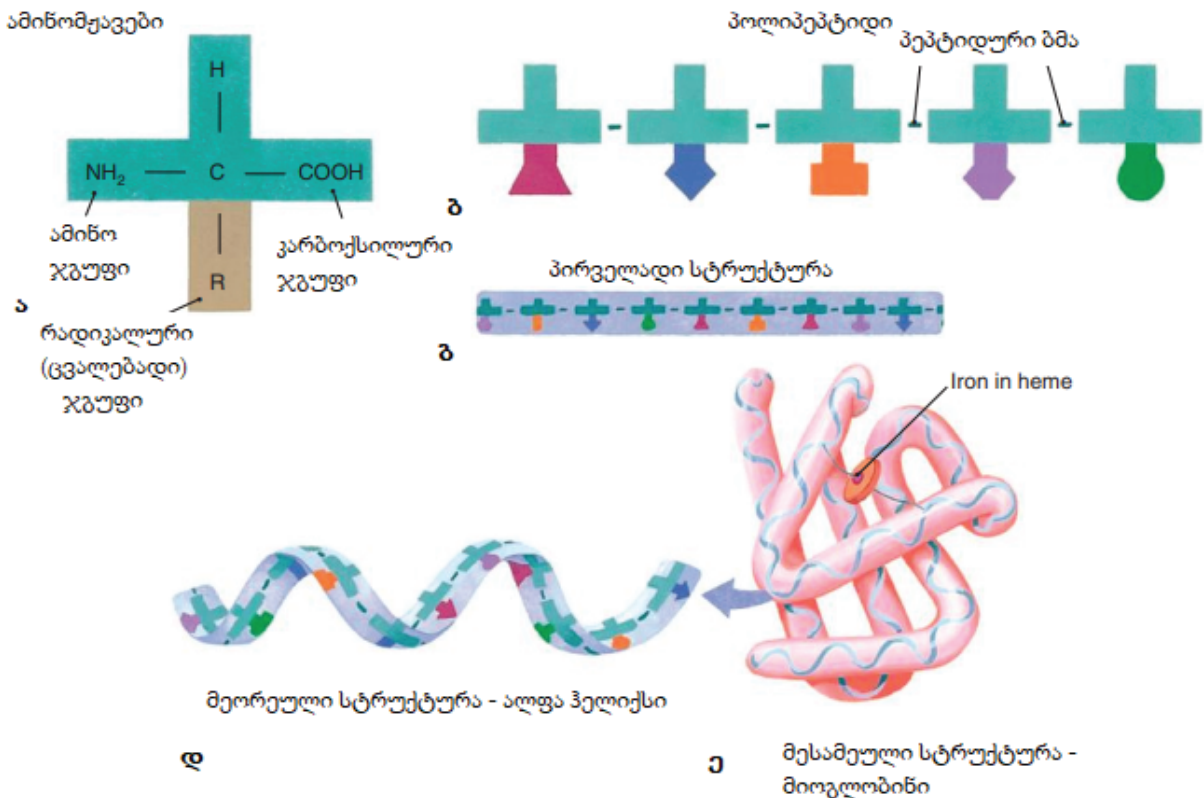 ამინომჟავები
H
NH2 — C — COOH
R
ამინო
ჯგუფი
კარბოქსილური
ჯგუფი
ა
რადიკალური
(ცვალებადი)
ჯგუფი
პოლიპეპტიდი
პეპტიდური ბმა
ბ
პირველადი სტრუქტურა
ბ
Iron in heme
მეორეული სტრუქტურა - ალფა ჰელიქსი
დ
ე
მესამეული სტრუქტურა -
მიოგლობინი